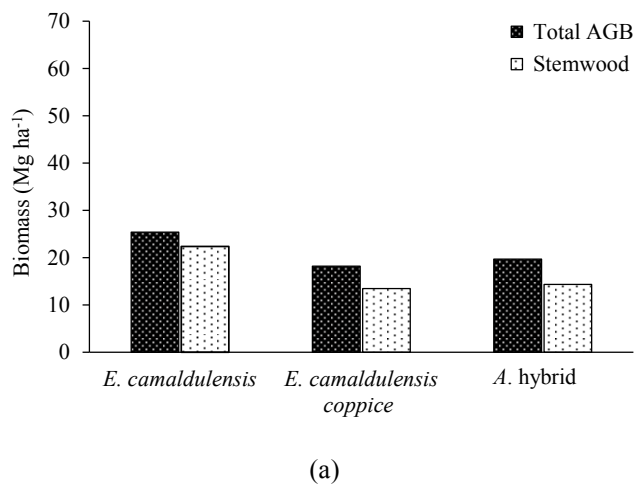 70
60
50
40
30
20
10
0
Biomass (Mg ha⁻¹)
Total AGB
Stemwood
E. camaldulensis
E. camaldulensis
coppice
A. hybrid
(a)